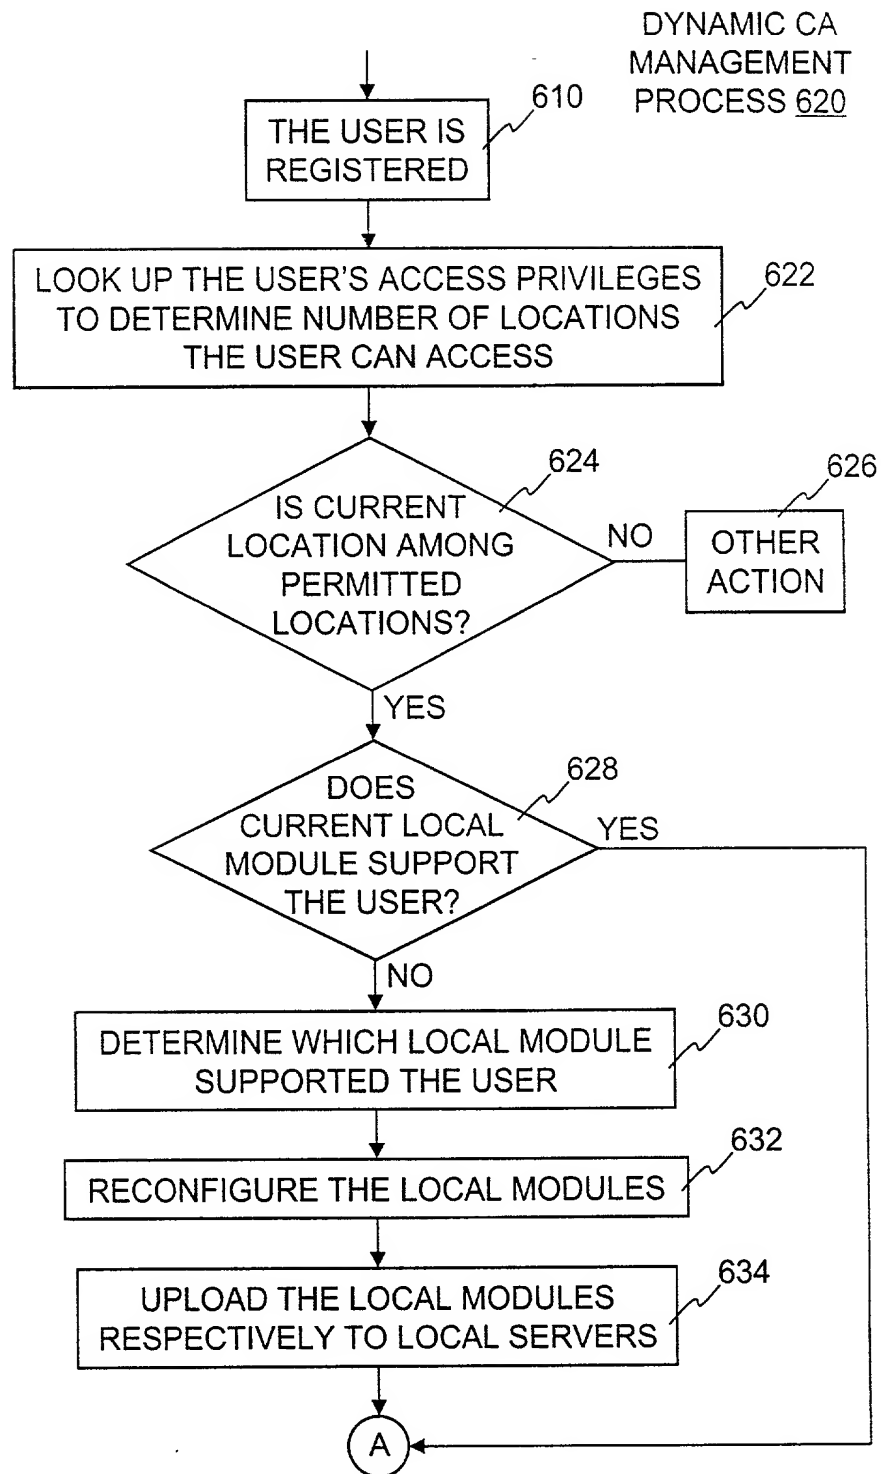 DYNAMIC CA
MANAGEMENT
PROCESS 620
610
THE USER IS
REGISTERED
622
LOOK UP THE USER'S ACCESS PRIVILEGES
TO DETERMINE NUMBER OF LOCATIONS
THE USER CAN ACCESS
624
IS CURRENT
LOCATION AMONG
PERMITTED
LOCATIONS?
NO
626
OTHER
ACTION
YES
628
DOES
CURRENT LOCAL
MODULE SUPPORT
THE USER?
YES
NO
630
DETERMINE WHICH LOCAL MODULE
SUPPORTED THE USER
632
RECONFIGURE THE LOCAL MODULES
634
UPLOAD THE LOCAL MODULES
RESPECTIVELY TO LOCAL SERVERS
A